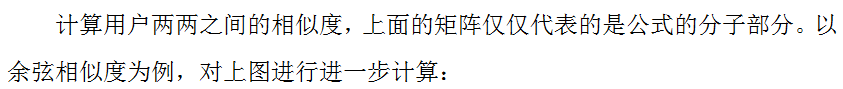 计算用户两两之间的相似度，上面的矩阵仅仅代表的是公式的分子部分。以
余弦相似度为例，对上图进行进一步计算：